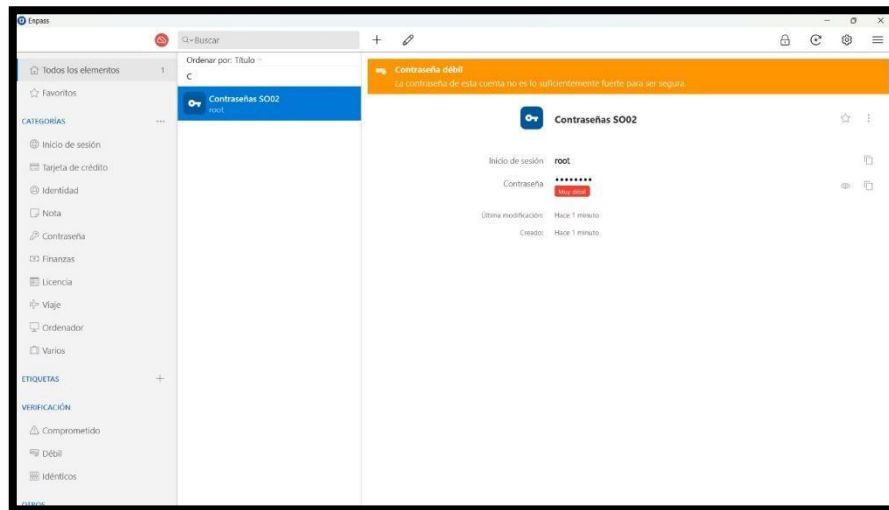 Enpass
Buscar
Todos los elementos 1
Favoritos
CATEGORÍAS
Inicio de sesión
Tarjeta de crédito
Identidad
Nota
Contraseña
Finanzas
Licencia
Viaje
Ordenador
Varios
ETIQUETAS
VERIFICACIÓN
Comprometido
Débil
Idénticos
OTROS
Ordenar por: Título
C
Contraseñas SO02
root
Contraseña débil
La contraseña de esta cuenta no es lo suficientemente fuerte para ser segura.
Contraseñas SO02
Inicio de sesión root
Contraseña ••••••••
Muy débil
Última modificación: Hace 1 minuto
Creado: Hace 1 minuto